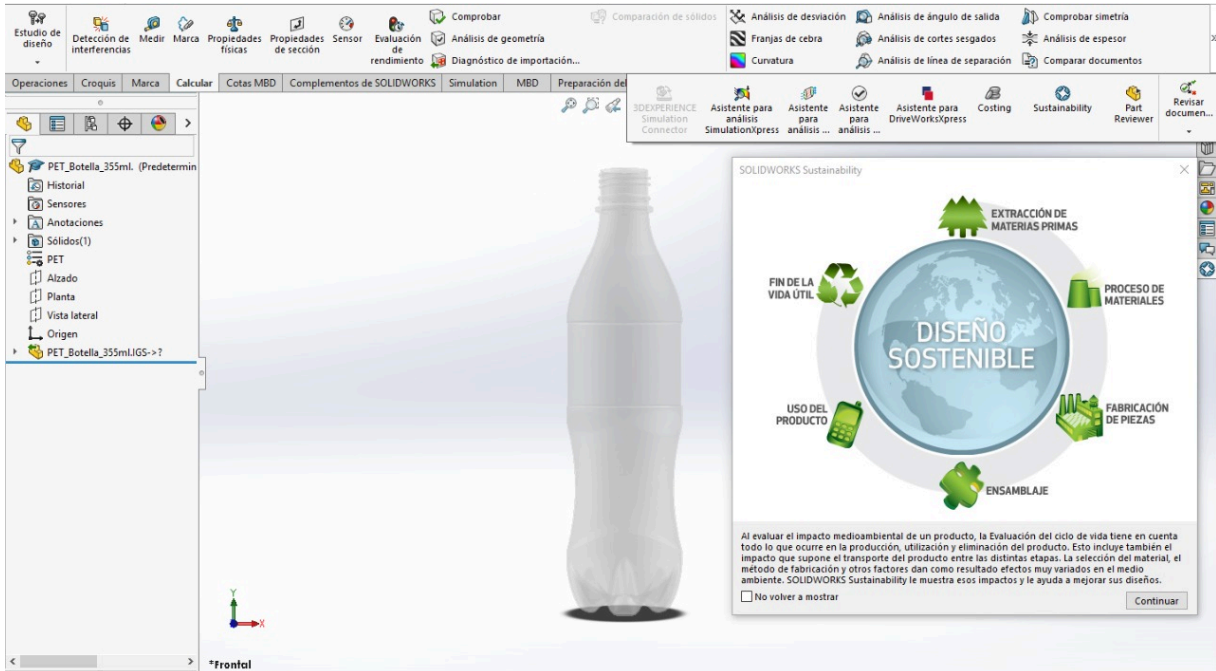 Estudio de
diseño
Detección de
interferencias
Medir
Marca
Propiedades
físicas
Propiedades
de sección
Sensor
Evaluación
de
rendimiento
Comprobar
Análisis de geometría
Diagnóstico de importación...
Comparación de sólidos
Análisis de desviación
Franjas de cebra
Curvatura
Análisis de ángulo de salida
Análisis de cortes sesgados
Análisis de línea de separación
Comprobar simetría
Análisis de espesor
Comparar documentos
Operaciones
Croquis
Marca
Calcular
Cotas MBD
Complementos de SOLIDWORKS
Simulation
MBD
Preparación del
3DEXPERIENCE
Simulation
Connector
Asistente para
análisis
SimulationXpress
Asistente
para
análisis ...
Asistente
para
análisis ...
Asistente para
DriveWorksXpress
Costing
Sustainability
Part
Reviewer
Revisar
documen...
PET_Botella_355ml. (Predetermin
Historial
Sensores
Anotaciones
Sólidos(1)
PET
Alzado
Planta
Vista lateral
Origen
PET_Botella_355ml.IGS->?
Y
X
*Frontal
SOLIDWORKS Sustainability
EXTRACCIÓN DE
MATERIAS PRIMAS
PROCESO DE
MATERIALES
FABRICACIÓN
DE PIEZAS
ENSAMBLAJE
USO DEL
PRODUCTO
FIN DE LA
VIDA ÚTIL
DISEÑO
SOSTENIBLE
Al evaluar el impacto medioambiental de un producto, la Evaluación del ciclo de vida tiene en cuenta
todo lo que ocurre en la producción, utilización y eliminación del producto. Esto incluye también el
impacto que supone el transporte del producto entre las distintas etapas. La selección del material, el
método de fabricación y otros factores dan como resultado efectos muy variados en el medio
ambiente. SOLIDWORKS Sustainability le muestra esos impactos y le ayuda a mejorar sus diseños.
No volver a mostrar
Continuar